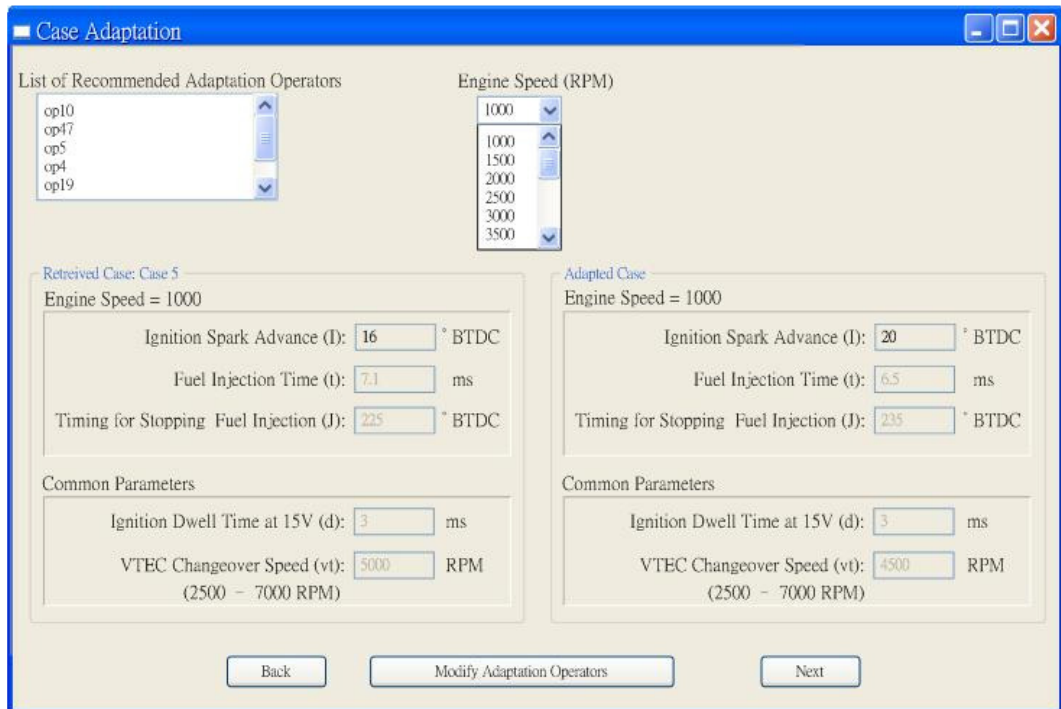 Case Adaptation
List of Recommended Adaptation Operators
op10
op47
op5
op4
op19
Engine Speed (RPM)
1000
1000
1500
2000
2500
3000
3500
Retreived Case: Case 5
Engine Speed = 1000
Ignition Spark Advance (I): 16 ° BTDC
Fuel Injection Time (t): 7.1 ms
Timing for Stopping Fuel Injection (J): 225 ° BTDC
Common Parameters
Ignition Dwell Time at 15V (d): 3 ms
VTEC Changeover Speed (vt): 5000 RPM
(2500 - 7000 RPM)
Adapted Case
Engine Speed = 1000
Ignition Spark Advance (I): 20 ° BTDC
Fuel Injection Time (t): 6.5 ms
Timing for Stopping Fuel Injection (J): 235 ° BTDC
Common Parameters
Ignition Dwell Time at 15V (d): 3 ms
VTEC Changeover Speed (vt): 4500 RPM
(2500 - 7000 RPM)
Back
Modify Adaptation Operators
Next